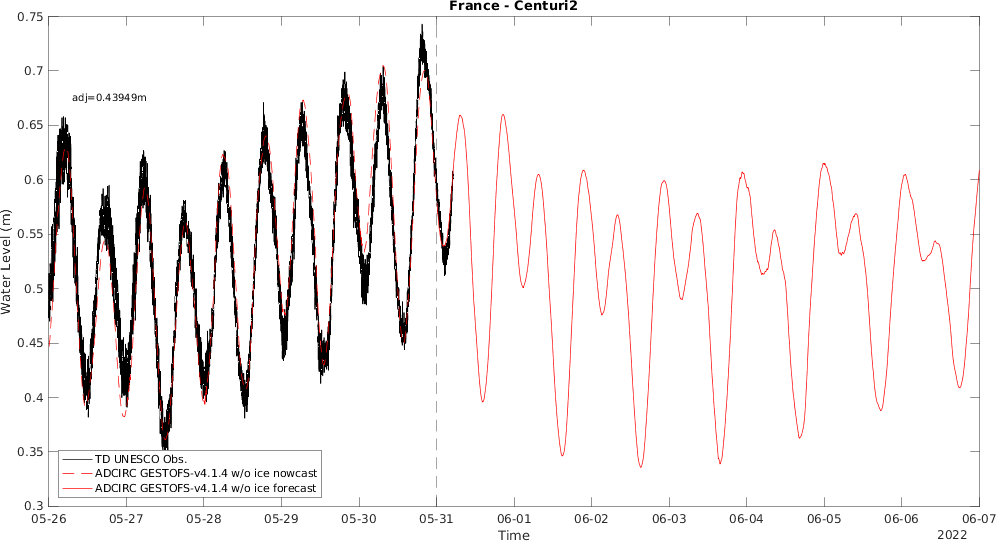 France - Centuri2
0.75
0.7
0.65
0.6
0.55
0.5
0.45
0.4
0.35
0.3
Water Level (m)
adj=0.43949m
TD UNESCO Obs.
ADCIRC GESTOFS-v4.1.4 w/o ice nowcast
ADCIRC GESTOFS-v4.1.4 w/o ice forecast
05-26 05-27 05-28 05-29 05-30 05-31 06-01 06-02 06-03 06-04 06-05 06-06 06-07
Time
2022